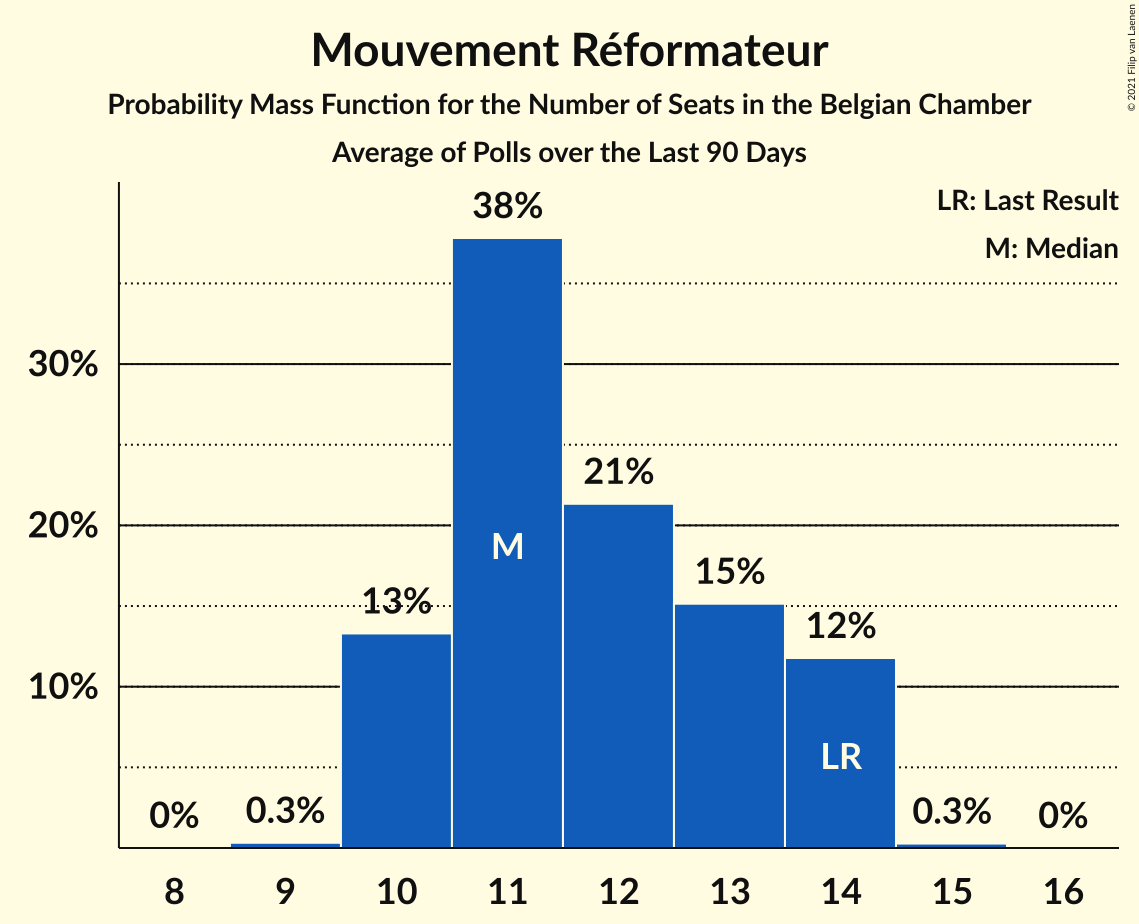 Mouvement Réformateur
Probability Mass Function for the Number of Seats in the Belgian Chamber
Average of Polls over the Last 90 Days
© 2021 Filip van Laenen
LR: Last Result
M: Median
38%
30%
21%
20%
M
15%
13%
12%
10%
LR
0%
0.3%
0.3%
0%
8 9 10 11 12 13 14 15 16